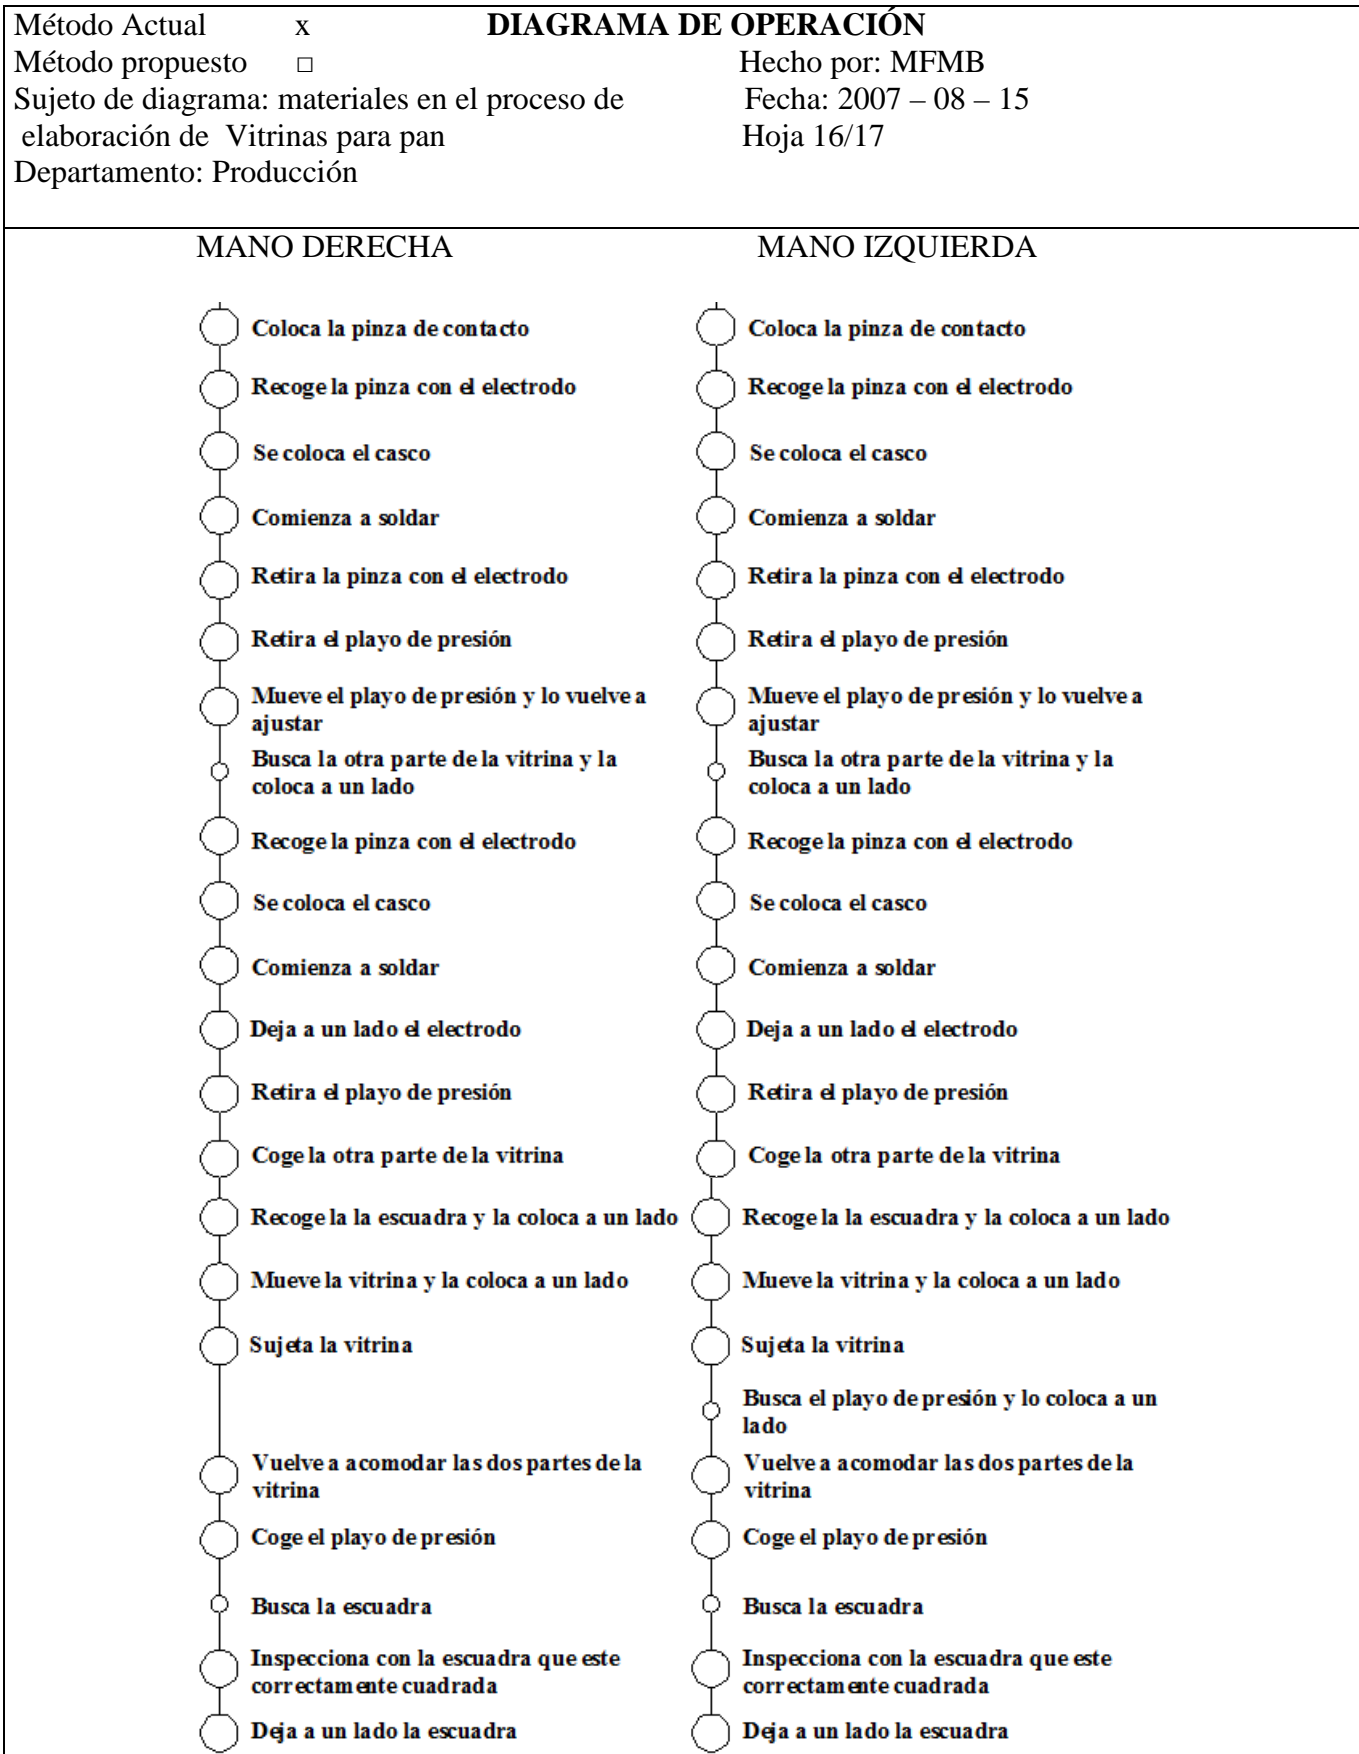 Método Actual x DIAGRAMA DE OPERACIÓN
Método propuesto □ Hecho por: MFMB
Sujeto de diagrama: materiales en el proceso de Fecha: 2007 – 08 – 15
elaboración de Vitrinas para pan Hoja 16/17
Departamento: Producción
MANO DERECHA MANO IZQUIERDA
Coloca la pinza de contacto Coloca la pinza de contacto
Recoge la pinza con el electrodo Recoge la pinza con el electrodo
Se coloca el casco Se coloca el casco
Comienza a soldar Comienza a soldar
Retira la pinza con el electrodo Retira la pinza con el electrodo
Retira el playo de presión Retira el playo de presión
Mueve el playo de presión y lo vuelve a Mueve el playo de presión y lo vuelve a
ajustar ajustar
Busca la otra parte de la vitrina y la Busca la otra parte de la vitrina y la
coloca a un lado coloca a un lado
Recoge la pinza con el electrodo Recoge la pinza con el electrodo
Se coloca el casco Se coloca el casco
Comienza a soldar Comienza a soldar
Deja a un lado el electrodo Deja a un lado el electrodo
Retira el playo de presión Retira el playo de presión
Coge la otra parte de la vitrina Coge la otra parte de la vitrina
Recoge la la escuadra y la coloca a un lado Recoge la la escuadra y la coloca a un lado
Mueve la vitrina y la coloca a un lado Mueve la vitrina y la coloca a un lado
Sujeta la vitrina Sujeta la vitrina
Busca el playo de presión y lo coloca a un
lado
Vuelve a acomodar las dos partes de la Vuelve a acomodar las dos partes de la
vitrina vitrina
Coge el playo de presión Coge el playo de presión
Busca la escuadra Busca la escuadra
Inspecciona con la escuadra que este Inspecciona con la escuadra que este
correctamente cuadrada correctamente cuadrada
Deja a un lado la escuadra Deja a un lado la escuadra